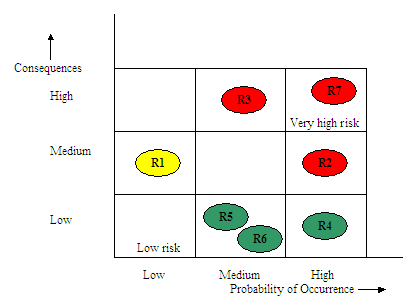 Consequences
High
R3
R7
Very high risk
Medium
R1
R2
Low
R5
R6
R4
Low risk
Low
Medium
High
Probability of Occurrence